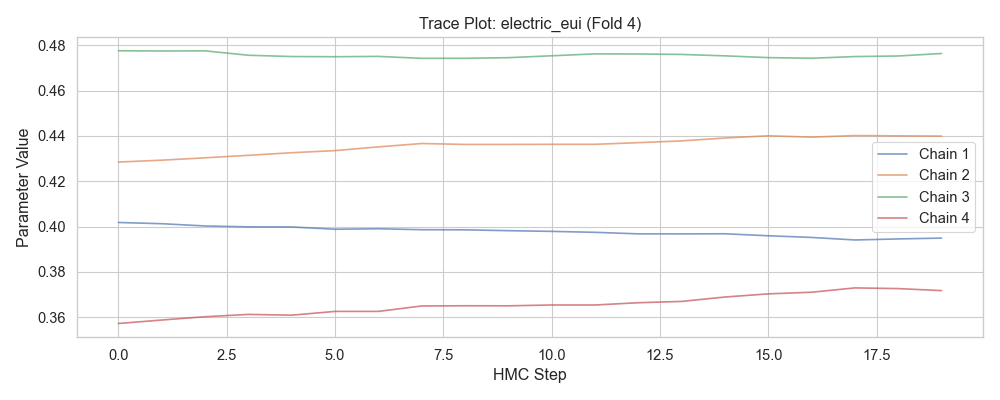 Trace Plot: electric_eui (Fold 4)
0.48
0.46
0.44
0.42
0.40
0.38
0.36
Parameter Value
Chain 1
Chain 2
Chain 3
Chain 4
0.0 2.5 5.0 7.5 10.0 12.5 15.0 17.5
HMC Step